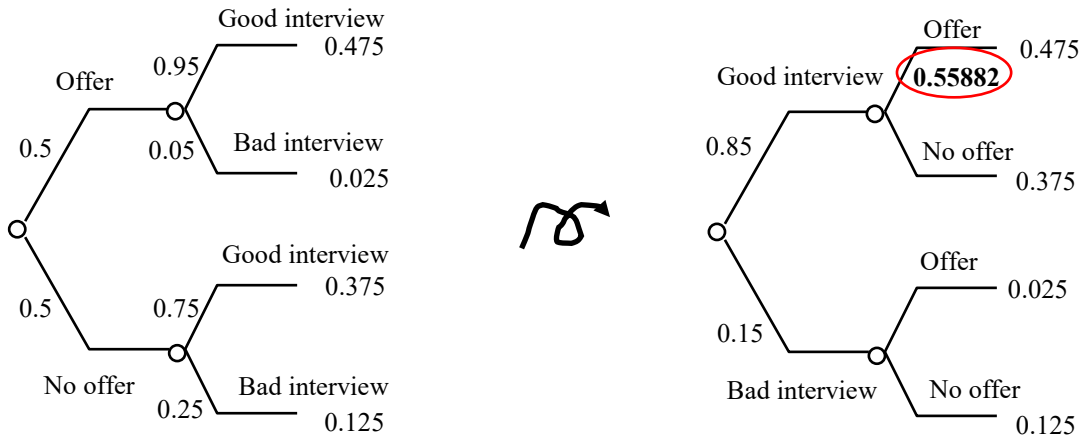 Good interview
0.475
0.95
Offer
0.5
0.05
Bad interview
0.025
Good interview
0.375
0.5
0.75
No offer
0.25
Bad interview
0.125
Offer
0.475
Good interview
0.55882
0.85
No offer
0.375
Offer
0.025
0.15
Bad interview
No offer
0.125